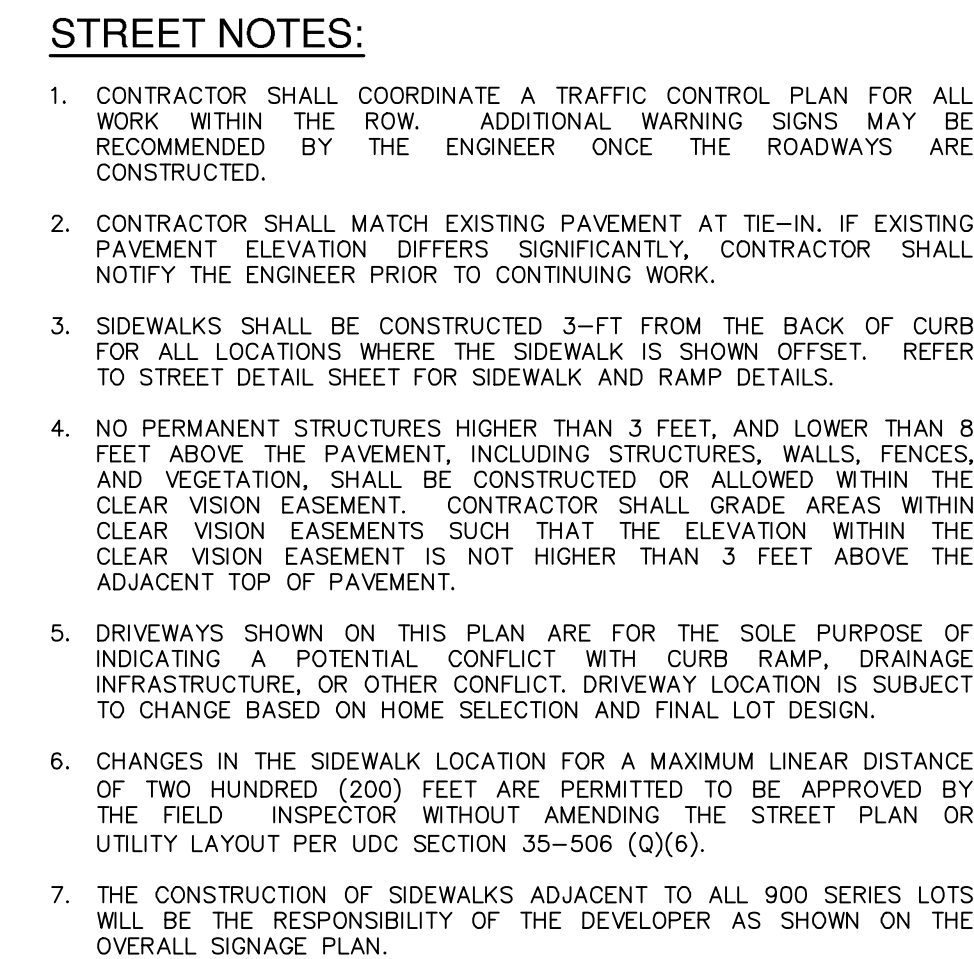 STREET NOTES:
1. CONTRACTOR SHALL COORDINATE A TRAFFIC CONTROL PLAN FOR ALL
WORK WITHIN THE ROW. ADDITIONAL WARNING SIGNS MAY BE
RECOMMENDED BY THE ENGINEER ONCE THE ROADWAYS ARE
CONSTRUCTED.
2. CONTRACTOR SHALL MATCH EXISTING PAVEMENT AT TIE-IN. IF EXISTING
PAVEMENT ELEVATION DIFFERS SIGNIFICANTLY, CONTRACTOR SHALL
NOTIFY THE ENGINEER PRIOR TO CONTINUING WORK.
3. SIDEWALKS SHALL BE CONSTRUCTED 3-FT FROM THE BACK OF CURB
FOR ALL LOCATIONS WHERE THE SIDEWALK IS SHOWN OFFSET. REFER
TO STREET DETAIL SHEET FOR SIDEWALK AND RAMP DETAILS.
4. NO PERMANENT STRUCTURES HIGHER THAN 3 FEET, AND LOWER THAN 8
FEET ABOVE THE PAVEMENT, INCLUDING STRUCTURES, WALLS, FENCES,
AND VEGETATION, SHALL BE CONSTRUCTED OR ALLOWED WITHIN THE
CLEAR VISION EASEMENT. CONTRACTOR SHALL GRADE AREAS WITHIN
CLEAR VISION EASEMENTS SUCH THAT THE ELEVATION WITHIN THE
CLEAR VISION EASEMENT IS NOT HIGHER THAN 3 FEET ABOVE THE
ADJACENT TOP OF PAVEMENT.
5. DRIVEWAYS SHOWN ON THIS PLAN ARE FOR THE SOLE PURPOSE OF
INDICATING A POTENTIAL CONFLICT WITH CURB RAMP, DRAINAGE
INFRASTRUCTURE, OR OTHER CONFLICT. DRIVEWAY LOCATION IS SUBJECT
TO CHANGE BASED ON HOME SELECTION AND FINAL LOT DESIGN.
6. CHANGES IN THE SIDEWALK LOCATION FOR A MAXIMUM LINEAR DISTANCE
OF TWO HUNDRED (200) FEET ARE PERMITTED TO BE APPROVED BY
THE FIELD INSPECTOR WITHOUT AMENDING THE STREET PLAN OR
UTILITY LAYOUT PER UDC SECTION 35-506 (Q)(6).
7. THE CONSTRUCTION OF SIDEWALKS ADJACENT TO ALL 900 SERIES LOTS
WILL BE THE RESPONSIBILITY OF THE DEVELOPER AS SHOWN ON THE
OVERALL SIGNAGE PLAN.